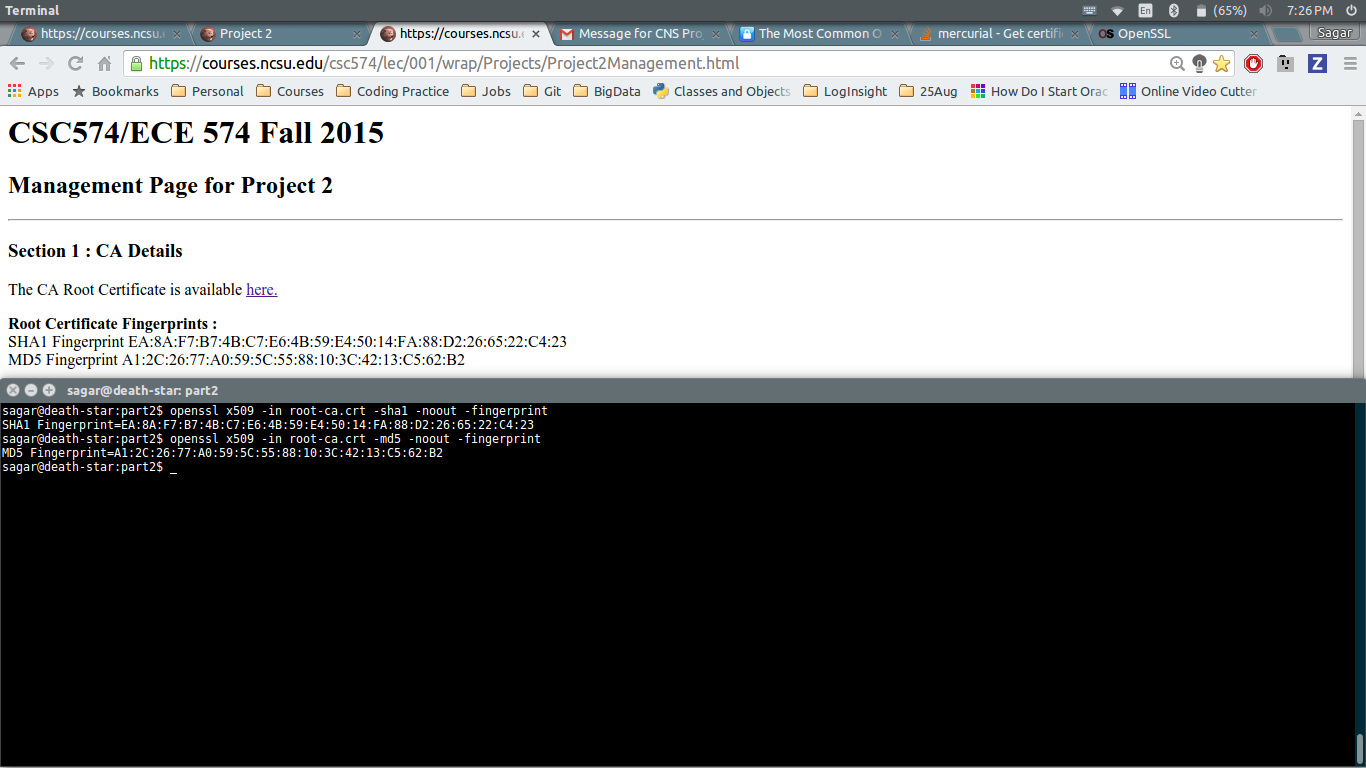 Terminal
En (65%) 7:26 PM
https://courses.ncsu. Project 2 https://courses.ncsu. Message for CNS Pro The Most Common O mercurial - Get certifi OS OpenSSL Sagar
https://courses.ncsu.edu/csc574/lec/001/wrap/Projects/Project2Management.html Z
Apps Bookmarks Personal Courses Coding Practice Jobs Git BigData Classes and Objects LogInsight 25Aug How Do I Start Orac Online Video Cutter
CSC574/ECE 574 Fall 2015
Management Page for Project 2
Section 1 : CA Details
The CA Root Certificate is available here.
Root Certificate Fingerprints :
SHA1 Fingerprint EA:8A:F7:B7:4B:C7:E6:4B:59:E4:50:14:FA:88:D2:26:65:22:C4:23
MD5 Fingerprint A1:2C:26:77:A0:59:5C:55:88:10:3C:42:13:C5:62:B2
sagar@death-star: part2
sagar@death-star:part2$ openssl x509 -in root-ca.crt -sha1 -noout -fingerprint
SHA1 Fingerprint=EA:8A:F7:B7:4B:C7:E6:4B:59:E4:50:14:FA:88:D2:26:65:22:C4:23
sagar@death-star:part2$ openssl x509 -in root-ca.crt -md5 -noout -fingerprint
MD5 Fingerprint=A1:2C:26:77:A0:59:5C:55:88:10:3C:42:13:C5:62:B2
sagar@death-star:part2$ _